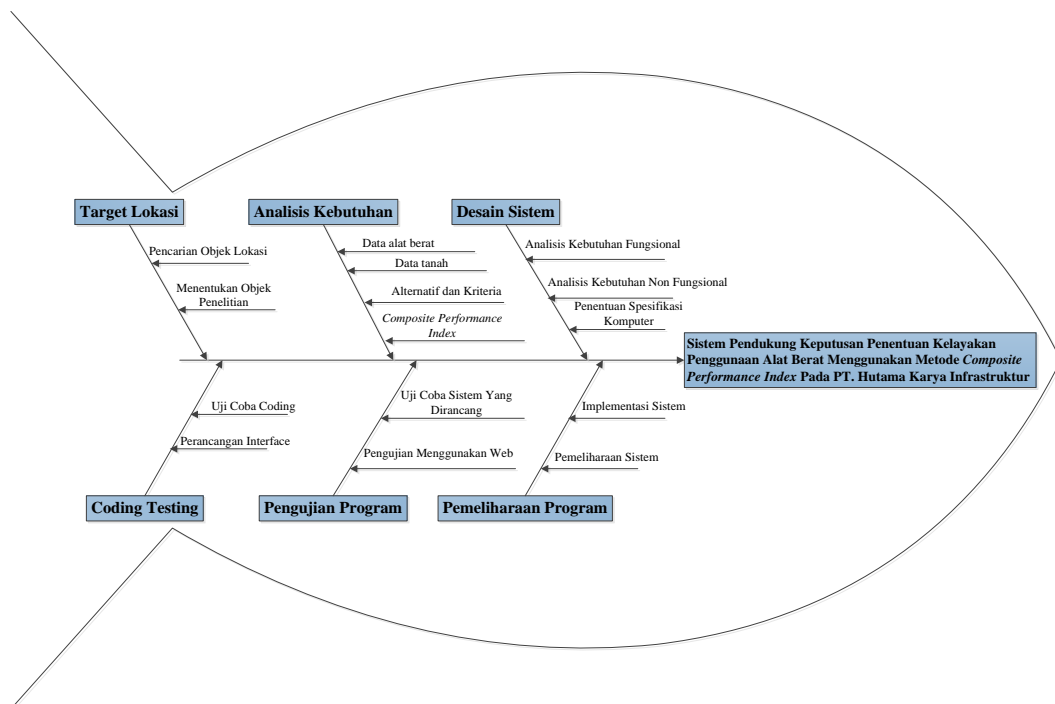 Target Lokasi
Pencarian Objek Lokasi
Menentukan Objek
Penelitian
Analisis Kebutuhan
Data alat berat
Data tanah
Alternatif dan Kriteria
Composite Performance
Index
Desain Sistem
Analisis Kebutuhan Fungsional
Analisis Kebutuhan Non Fungsional
Penentuan Spesifikasi
Komputer
Sistem Pendukung Keputusan Penentuan Kelayakan
Penggunaan Alat Berat Menggunakan Metode Composite
Performance Index Pada PT. Hutama Karya Infrastruktur
Uji Coba Coding
Perancangan Interface
Coding Testing
Uji Coba Sistem Yang
Dirancang
Pengujian Menggunakan Web
Pengujian Program
Implementasi Sistem
Pemeliharaan Sistem
Pemeliharaan Program